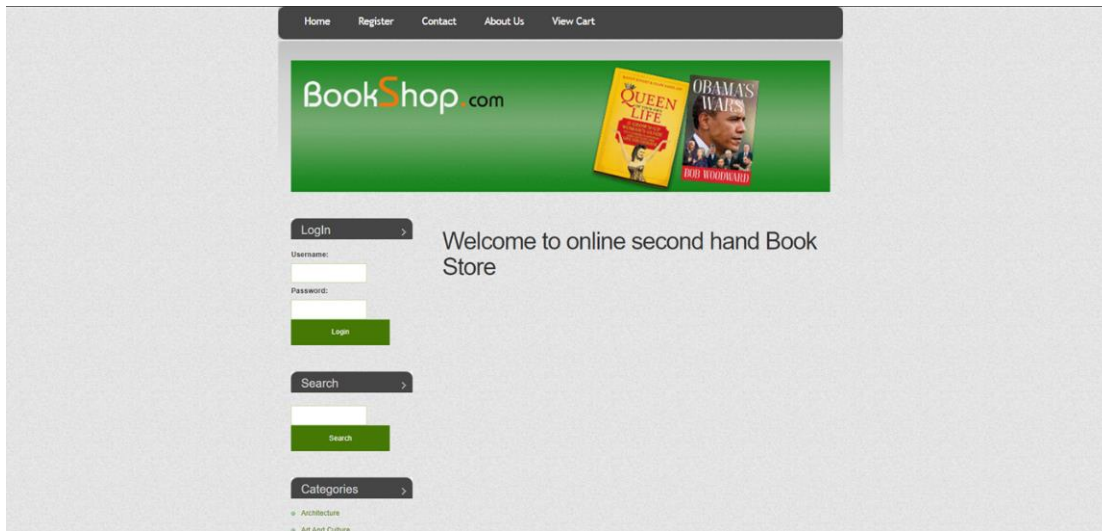 Home Register Contact About Us View Cart
BookShop.com
QUEEN
LIFE
OBAMA'S
WARS
BOB WOODWARD
LogIn
Username:
Password:
Login
Welcome to online second hand Book
Store
Search
Search
Categories
Architecture
Art And Culture